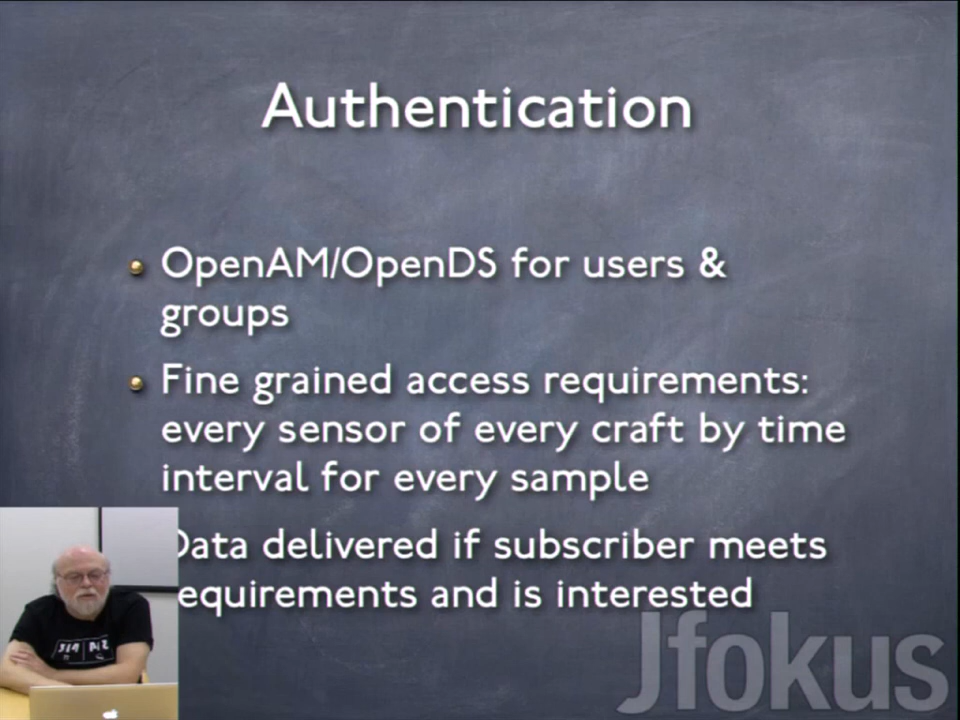 Authentication
OpenAM/OpenDS for users &
groups
Fine grained access requirements:
every sensor of every craft by time
interval for every sample
Data delivered if subscriber meets
equirements and is interested
Jfokus